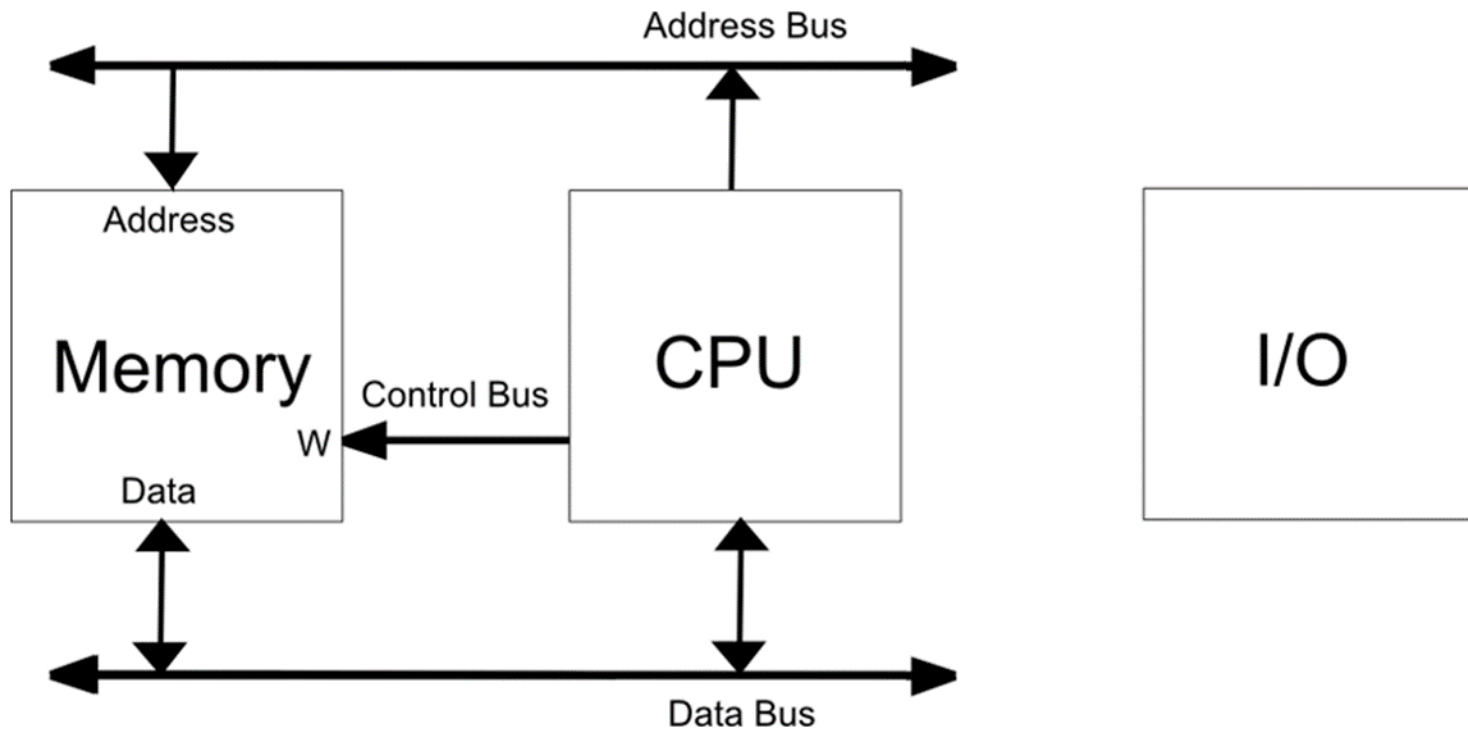 Address Bus
Address
Memory
CPU
I/O
Control Bus
W
Data
Data Bus